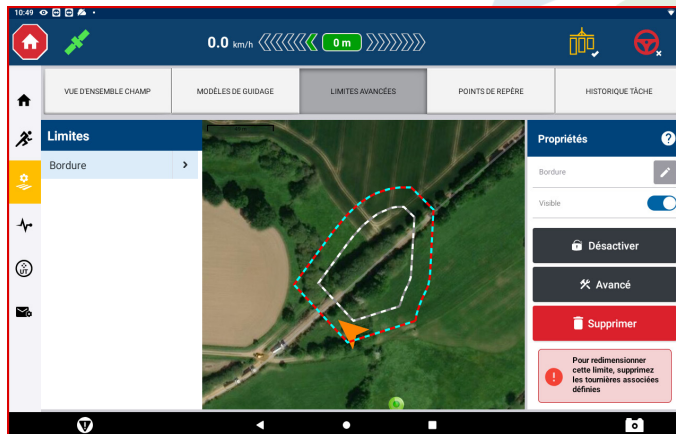 10:49
0.0 km/h
0 m
VUE D'ENSEMBLE CHAMP
MODÈLES DE GUIDAGE
LIMITES AVANCÉES
POINTS DE REPÈRE
HISTORIQUE TÂCHE
Limites
Bordure
Propriétés
?
Bordure
Visible
Désactiver
Avancé
Supprimer
Pour redimensionner
cette limite, supprimez
les tournières associées
définies
UT